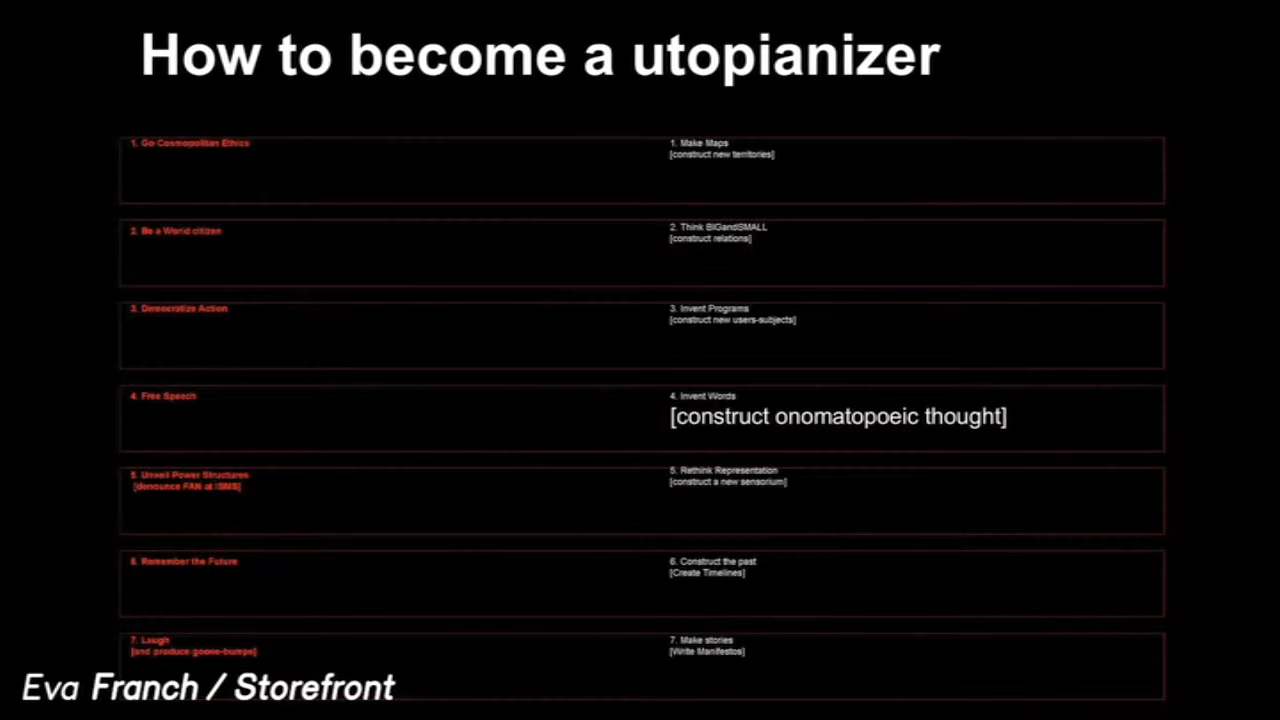 How to become a utopianizer
1. Go Cosmopolitan Ethics
1. Make Maps
[construct new territories]
2. Be a World citizen
2. Think BIGandSMALL
[construct relations]
3. Democratize Action
3. Invent Programs
[construct new users-subjects]
4. Free Speech
4. Invent Words
[construct onomatopoeic thought]
5. Unveil Power Structures
[denounce FAN at ISMS]
5. Rethink Representation
[construct a new sensorium]
6. Remember the Future
6. Construct the past
[Create Timelines]
7. Laugh
[and produce goose-bumps]
7. Make stories
[Write Manifestos]
Eva Franch / Storefront